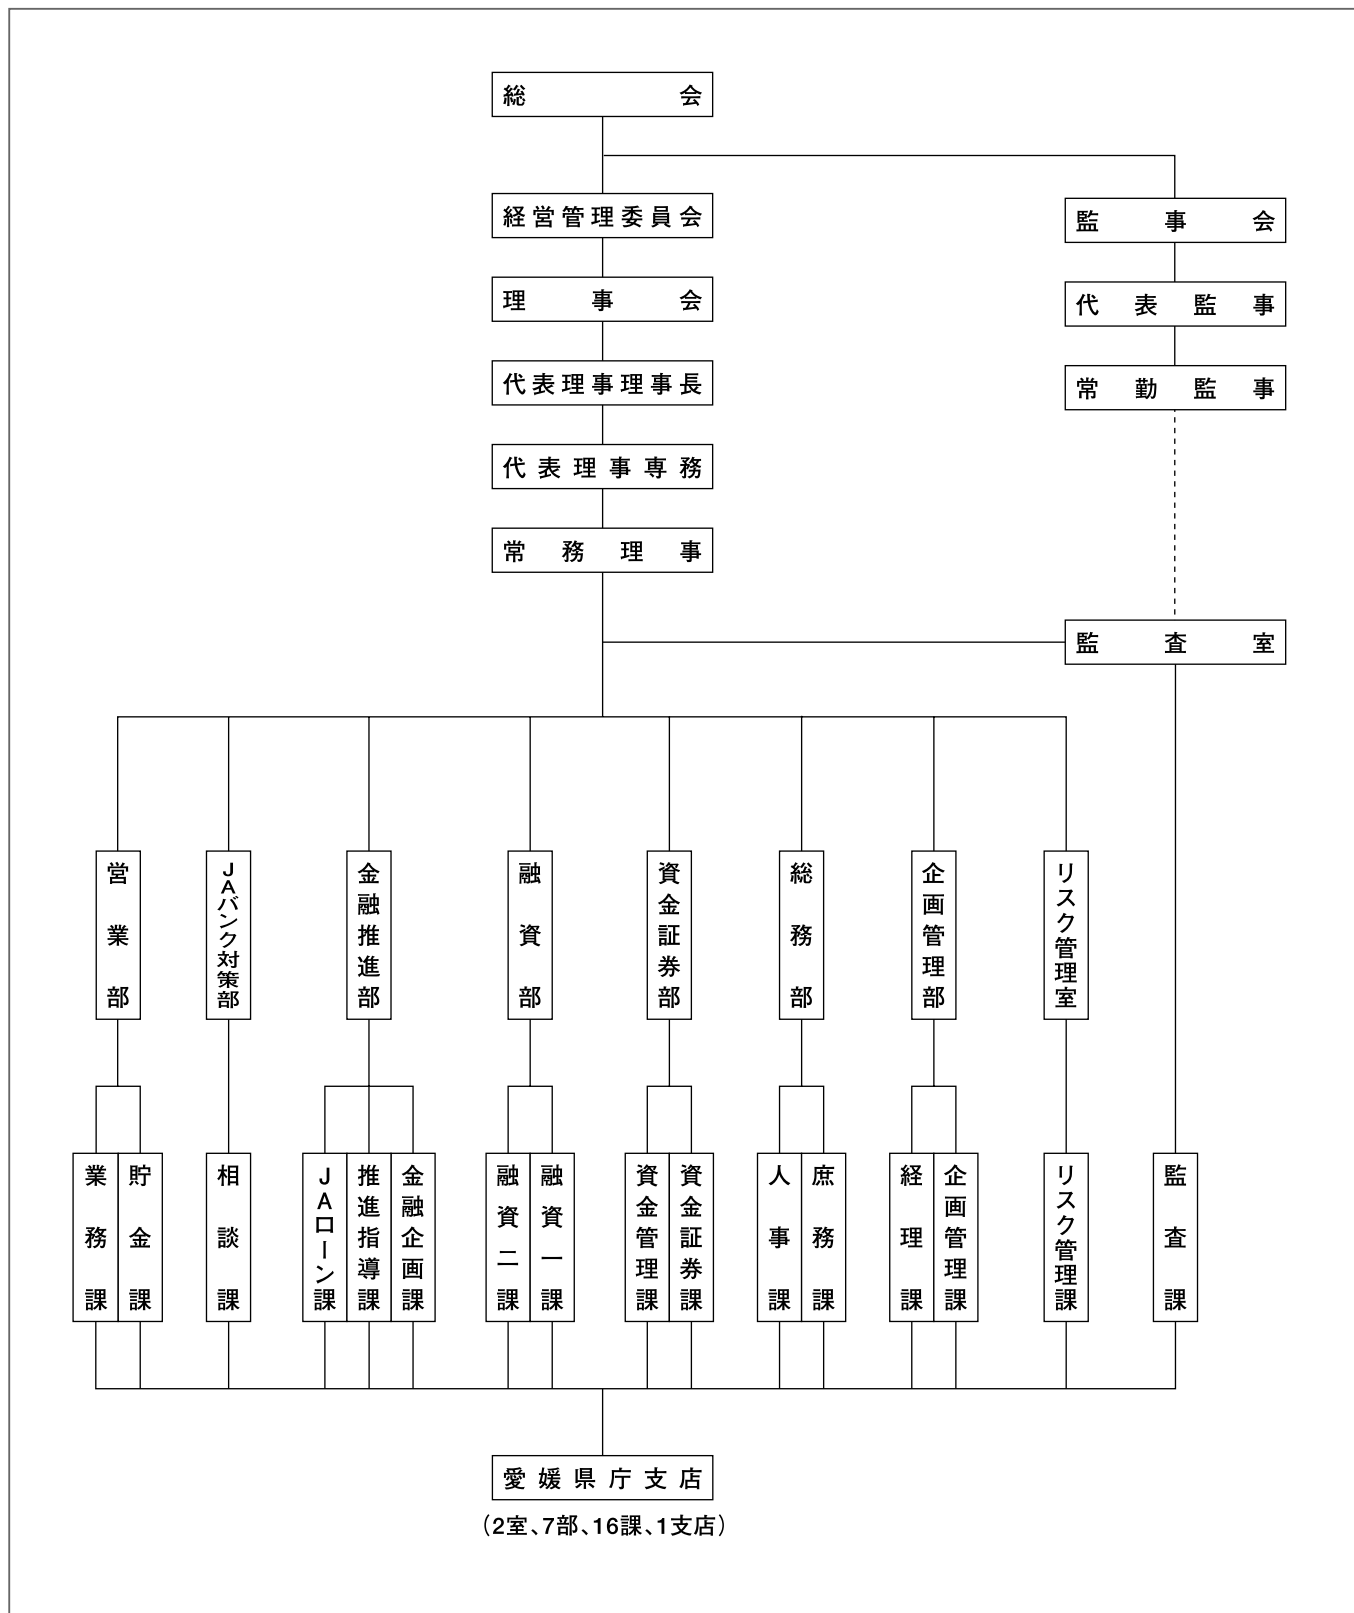 総会
経営管理委員会
監事会
理事会
代表監事
代表理事理事長
常勤監事
代表理事専務
常務理事
監査室
営業部
JAバンク対策部
金融推進部
融資部
資金証券部
総務部
企画管理部
リスク管理室
業務課
貯金課
相談課
JAローン課
推進指導課
金融企画課
融資二課
融資一課
資金管理課
資金証券課
人事課
庶務課
経理課
企画管理課
リスク管理課
監査課
愛媛県庁支店
（2室、7部、16課、1支店）